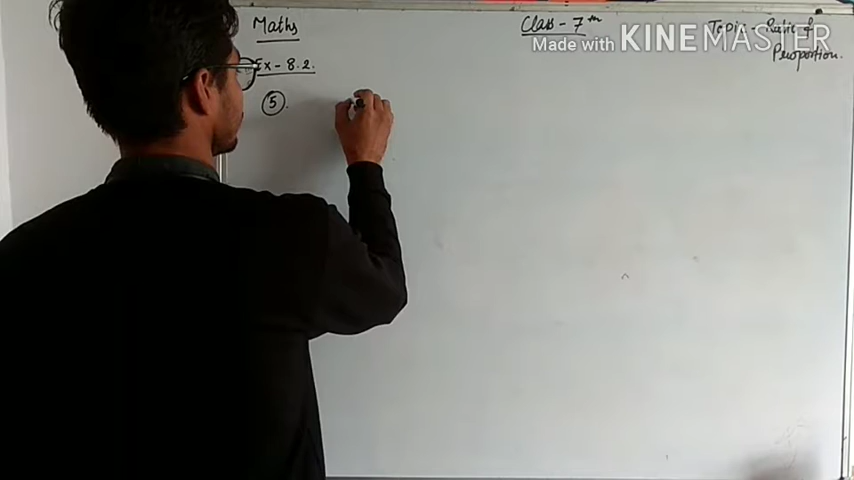 Maths
Class - 7th
Topic - Ratio &
Proportion.
Made with KINEMASTER
Ex - 8.2.
5.